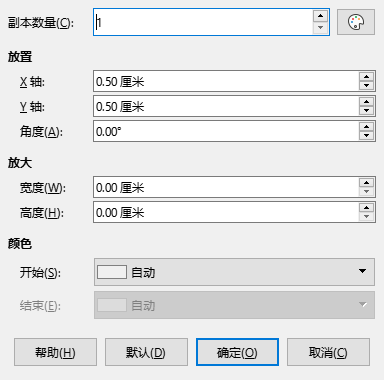 副本数量(C): 1
放置
X 轴: 0.50 厘米
Y 轴: 0.50 厘米
角度(A): 0.00°
放大
宽度(W): 0.00 厘米
高度(H): 0.00 厘米
颜色
开始(S): 自动
结束(E): 自动
帮助(H) 默认(D) 确定(O) 取消(C)